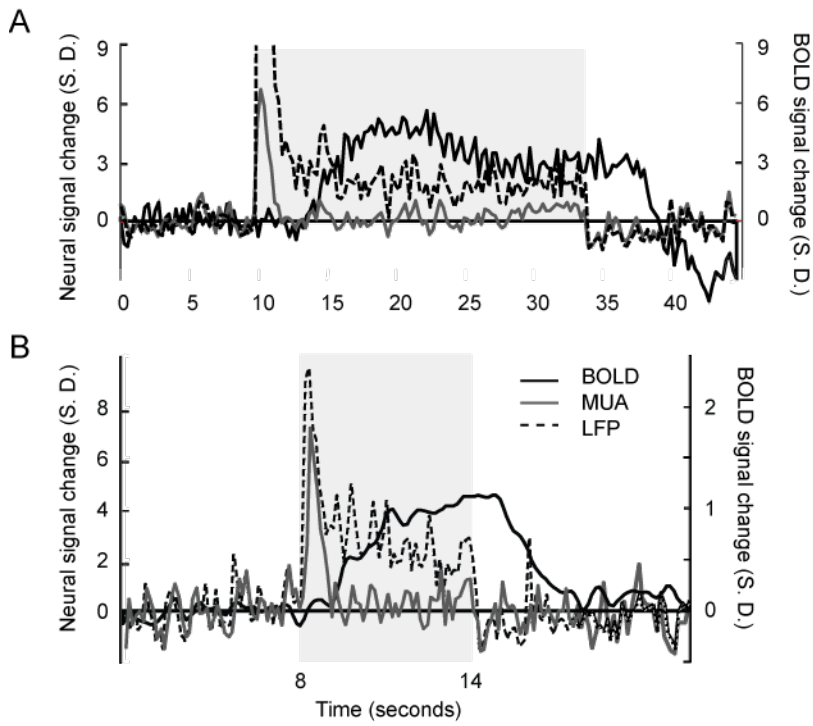 A
Neural signal change (S. D.)
9
6
3
0
9
6
3
0
BOLD signal change (S. D.)
0 5 10 15 20 25 30 35 40
B
Neural signal change (S. D.)
8
6
4
2
0
BOLD
MUA
LFP
2
1
0
BOLD signal change (S. D.)
8 14
Time (seconds)